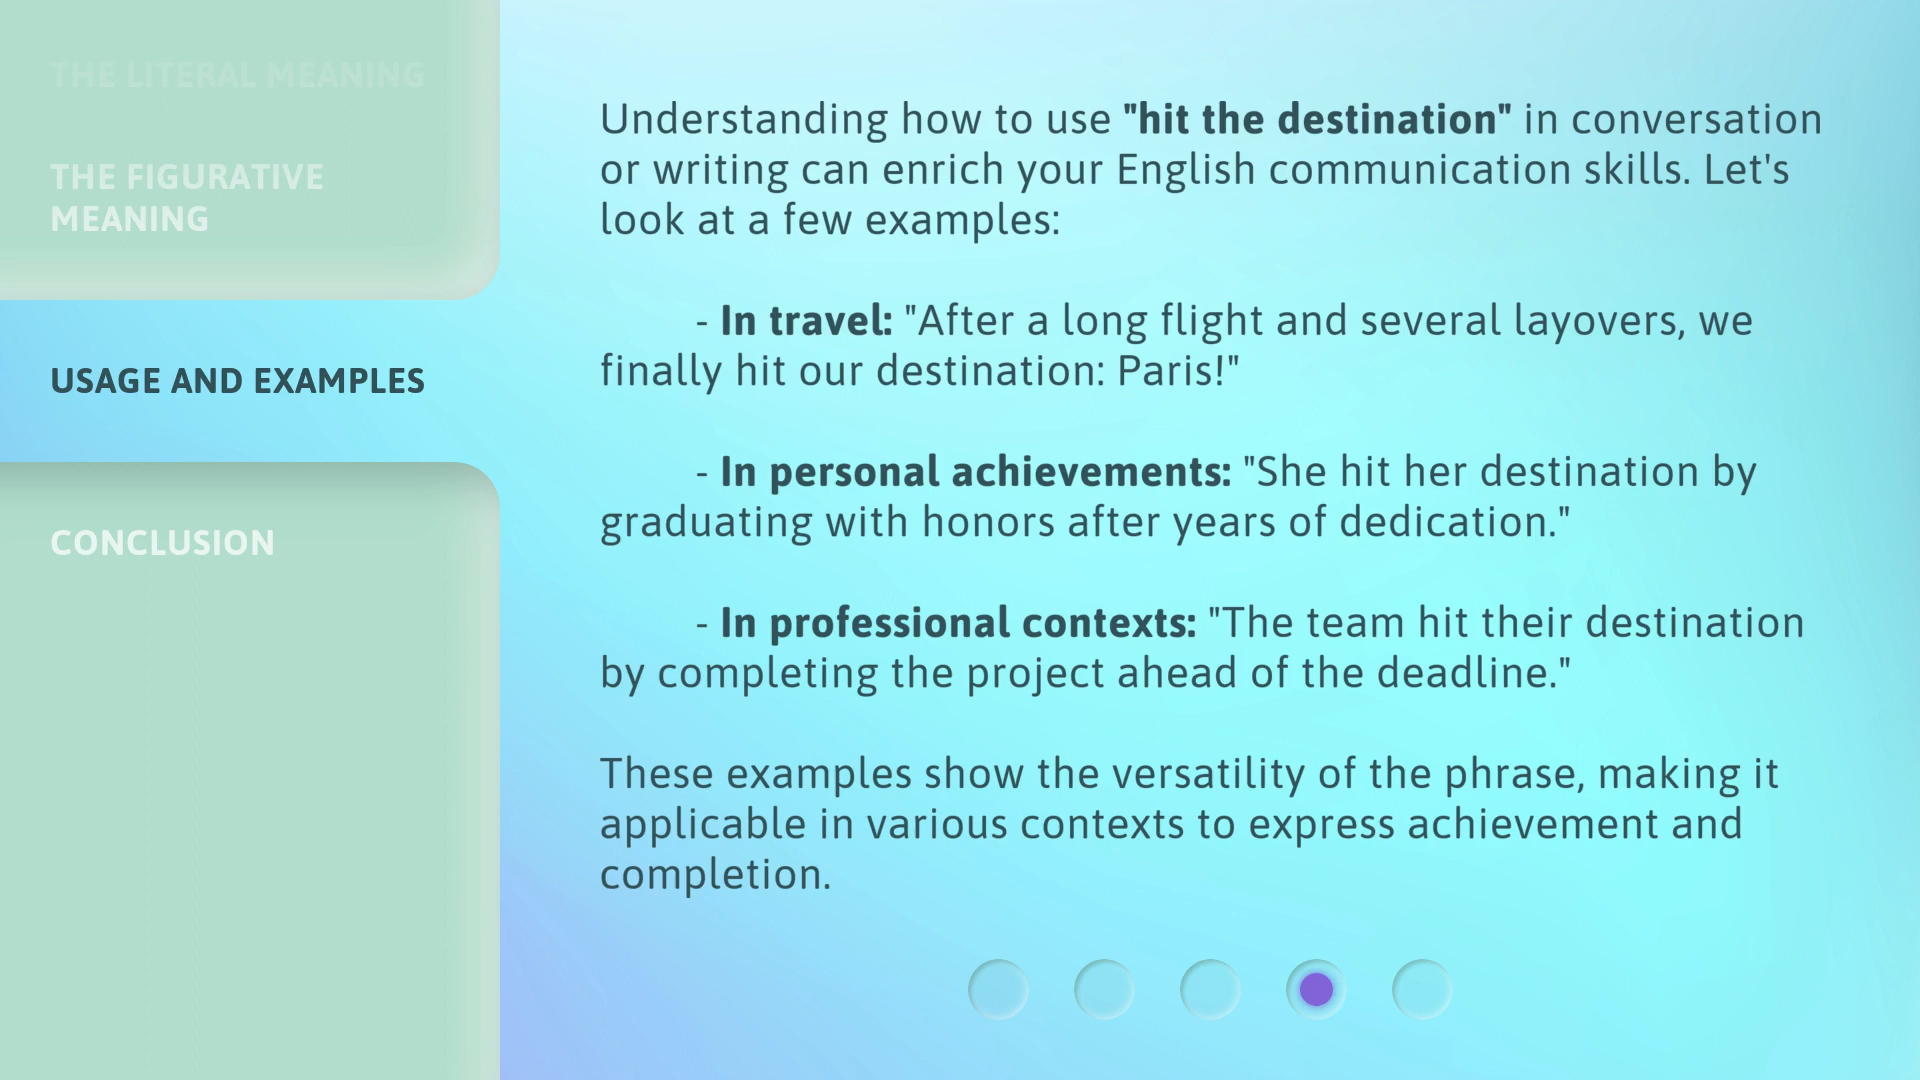 THE LITERAL MEANING
THE FIGURATIVE
MEANING
USAGE AND EXAMPLES
CONCLUSION
Understanding how to use "hit the destination" in conversation
or writing can enrich your English communication skills. Let's
look at a few examples:
- In travel: "After a long flight and several layovers, we
finally hit our destination: Paris!"
- In personal achievements: "She hit her destination by
graduating with honors after years of dedication."
- In professional contexts: "The team hit their destination
by completing the project ahead of the deadline."
These examples show the versatility of the phrase, making it
applicable in various contexts to express achievement and
completion.